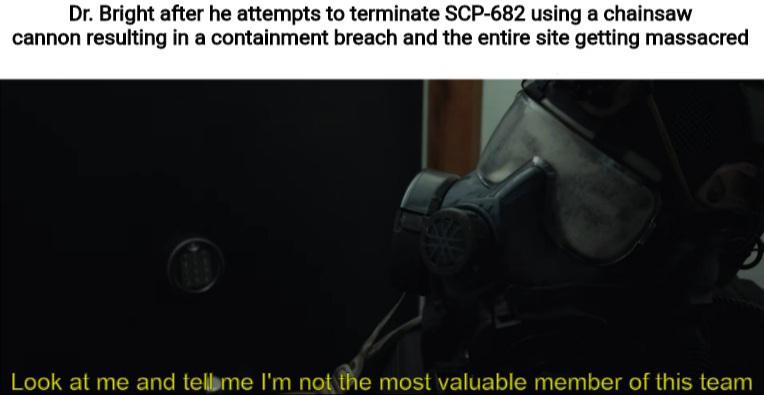 Dr. Bright after he attempts to terminate SCP-682 using a chainsaw
cannon resulting in a containment breach and the entire site getting massacred
Look at me and tell me I'm not the most valuable member of this team